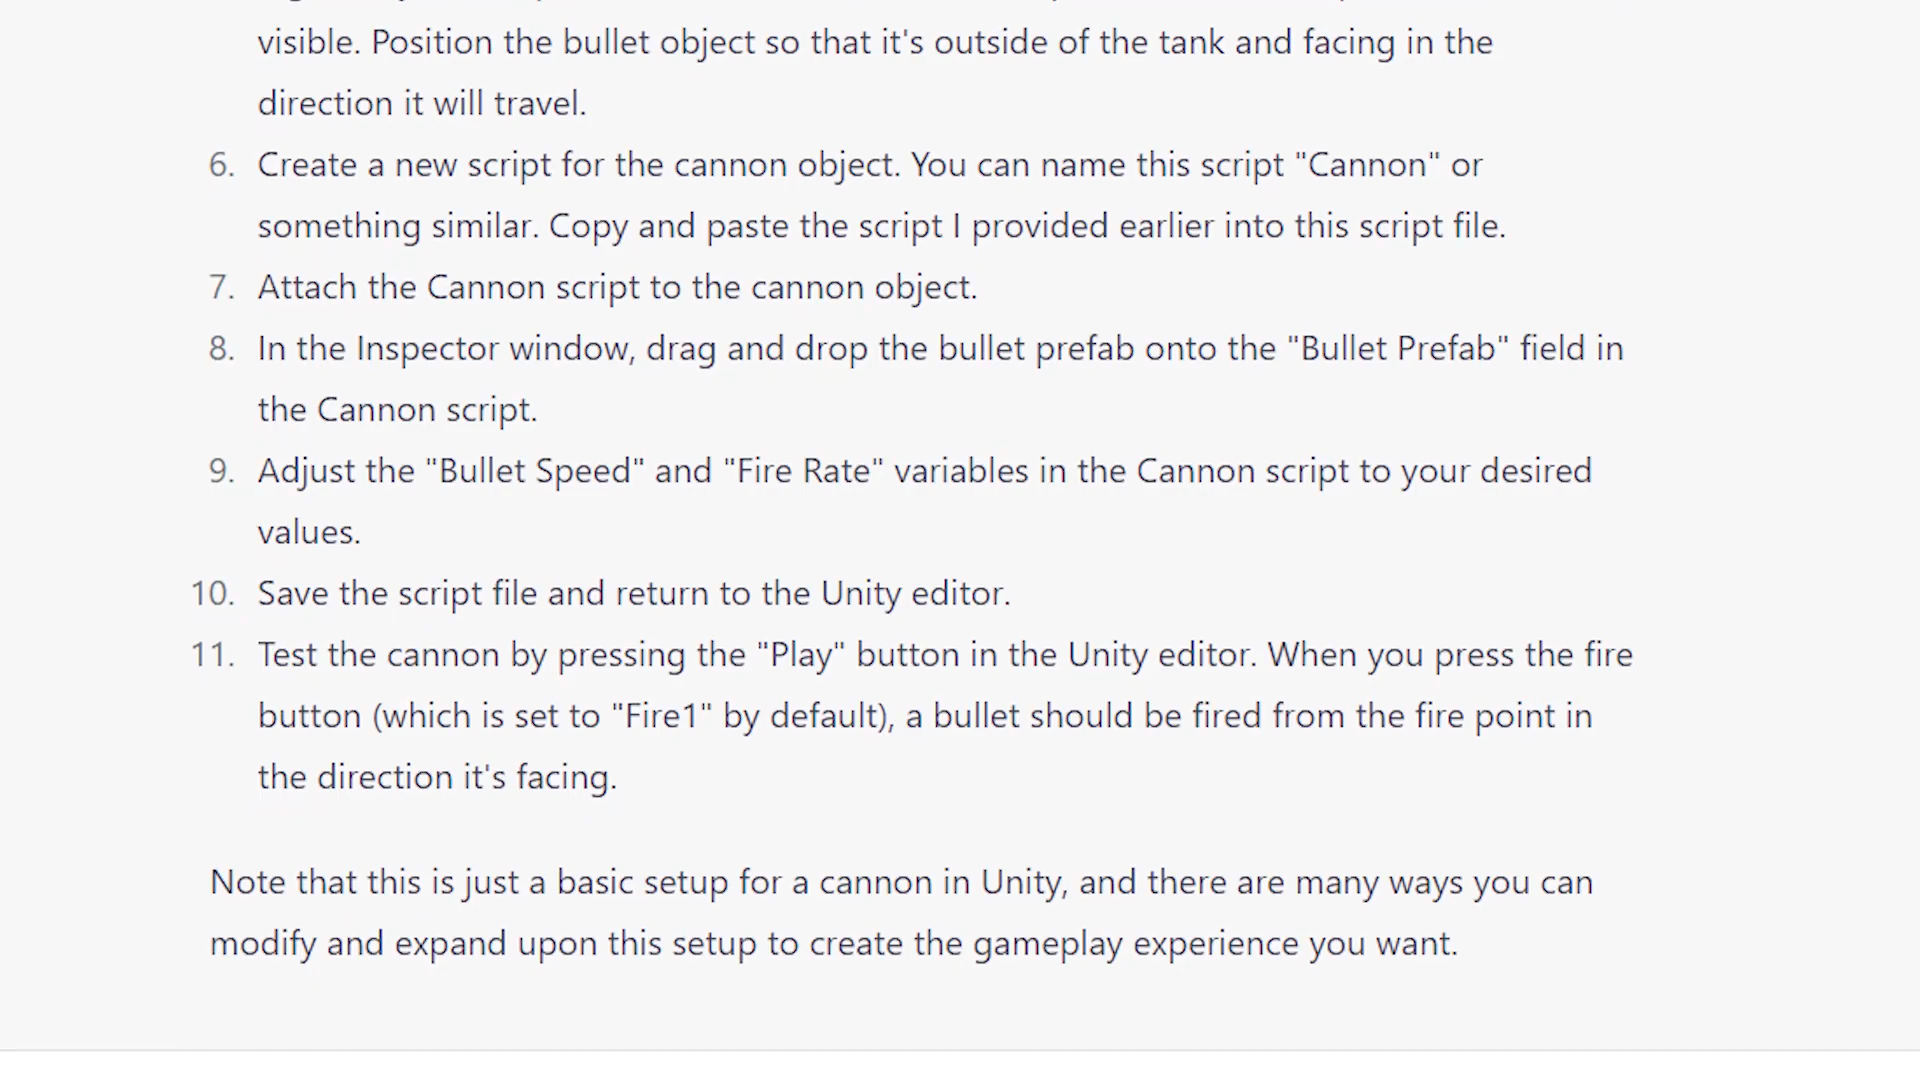 visible. Position the bullet object so that it's outside of the tank and facing in the
direction it will travel.
6. Create a new script for the cannon object. You can name this script "Cannon" or
something similar. Copy and paste the script I provided earlier into this script file.
7. Attach the Cannon script to the cannon object.
8. In the Inspector window, drag and drop the bullet prefab onto the "Bullet Prefab" field in
the Cannon script.
9. Adjust the "Bullet Speed" and "Fire Rate" variables in the Cannon script to your desired
values.
10. Save the script file and return to the Unity editor.
11. Test the cannon by pressing the "Play" button in the Unity editor. When you press the fire
button (which is set to "Fire1" by default), a bullet should be fired from the fire point in
the direction it's facing.
Note that this is just a basic setup for a cannon in Unity, and there are many ways you can
modify and expand upon this setup to create the gameplay experience you want.